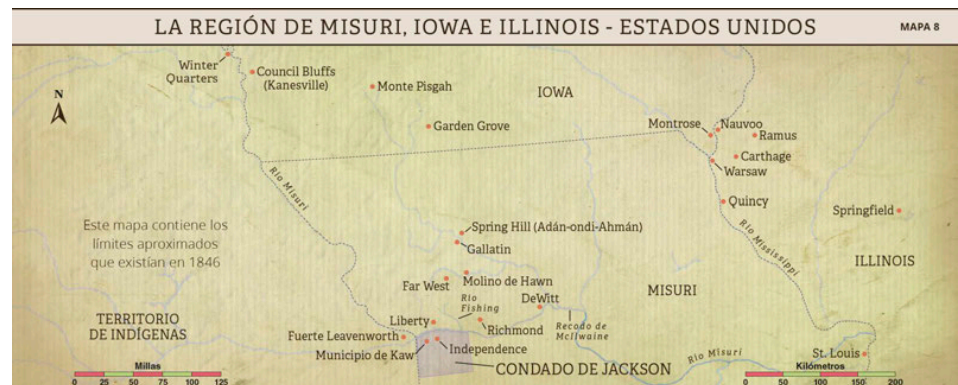 LA REGIÓN DE MISURI, IOWA E ILLINOIS - ESTADOS UNIDOS
MAPA 8
Winter
Quarters
Council Bluffs
(Kanesville)
Monte Pisgah
IOWA
N
Garden Grove
Montrose
Nauvoo
Ramus
Carthage
Warsaw
Río Misuri
Quincy
Springfield
Este mapa contiene los
límites aproximados
que existían en 1846
Spring Hill (Adán-ondi-Ahmán)
Gallatin
Río Mississippi
ILLINOIS
Far West
Molino de Hawn
MISURI
Río
Fishing
DeWitt
TERRITORIO
DE INDÍGENAS
Liberty
Richmond
Recodo de
McIlwaine
Fuerte Leavenworth
Municipio de Kaw
Independence
CONDADO DE JACKSON
Río Misuri
St. Louis
Millas
0 25 50 75 100 125
Kilómetros
0 50 100 150 200